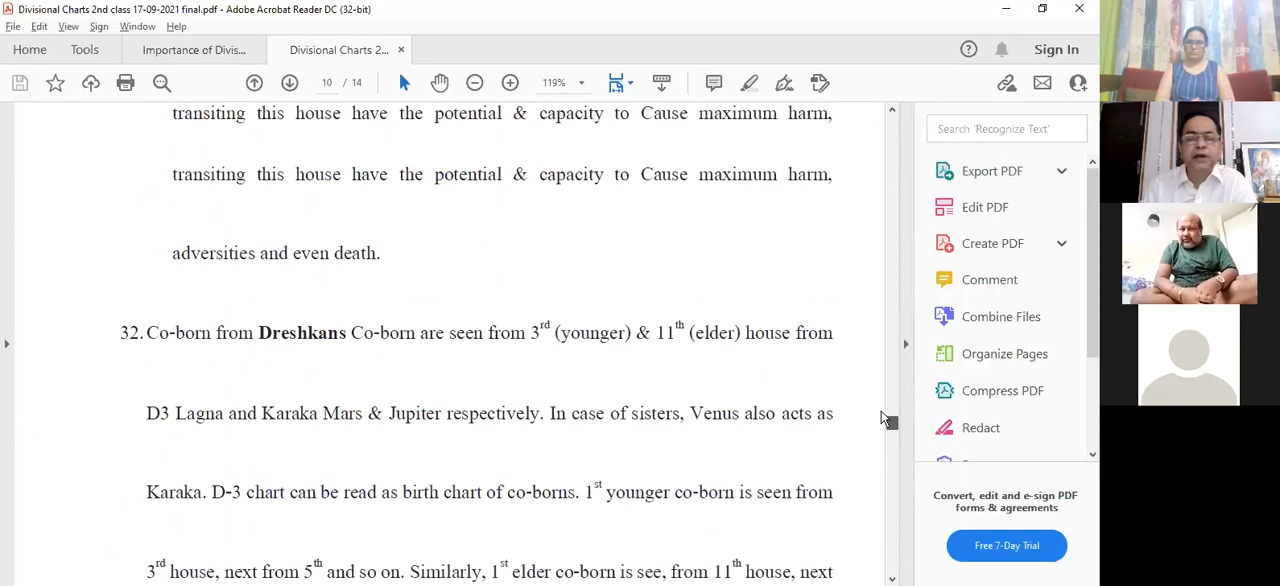 Divisional Charts 2nd class 17-09-2021 final.pdf - Adobe Acrobat Reader DC (32-bit)
File Edit View Sign Window Help
Home Tools Importance of Divis... Divisional Charts 2... × Sign In
10 / 14 119%
transiting this house have the potential & capacity to Cause maximum harm,
transiting this house have the potential & capacity to Cause maximum harm,
adversities and even death.
32. Co-born from Dreshkans Co-born are seen from 3rd (younger) & 11th (elder) house from
D3 Lagna and Karaka Mars & Jupiter respectively. In case of sisters, Venus also acts as
Karaka. D-3 chart can be read as birth chart of co-borns. 1st younger co-born is seen from
3rd house, next from 5th and so on. Similarly, 1st elder co-born is see, from 11th house, next
Search 'Recognize Text'
Export PDF
Edit PDF
Create PDF
Comment
Combine Files
Organize Pages
Compress PDF
Redact
Convert, edit and e-sign PDF
forms & agreements
Free 7-Day Trial